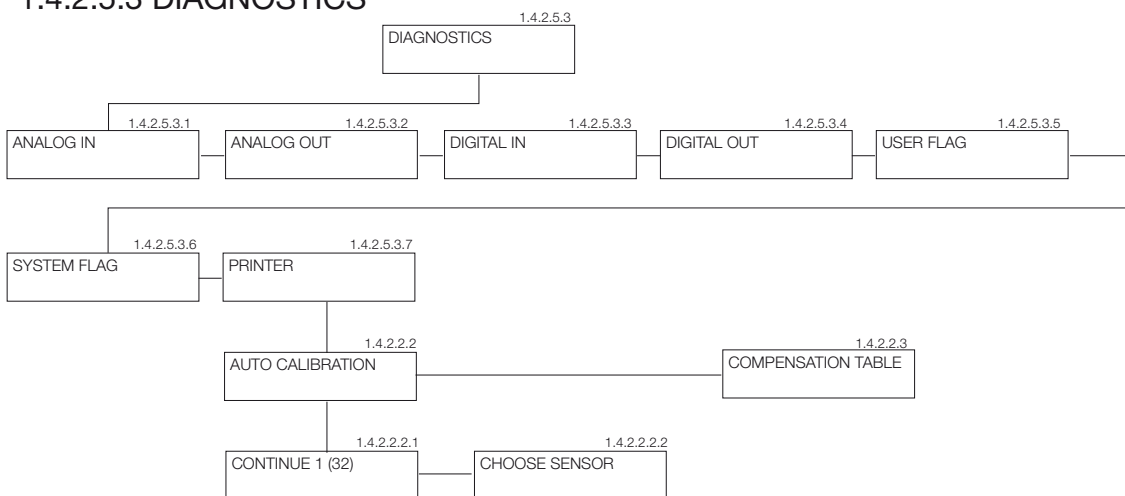 1.4.2.5.3 DIAGNOSTICS
1.4.2.5.3
DIAGNOSTICS
1.4.2.5.3.1
ANALOG IN
1.4.2.5.3.2
ANALOG OUT
1.4.2.5.3.3
DIGITAL IN
1.4.2.5.3.4
DIGITAL OUT
1.4.2.5.3.5
USER FLAG
1.4.2.5.3.6
SYSTEM FLAG
1.4.2.5.3.7
PRINTER
1.4.2.2.2
AUTO CALIBRATION
1.4.2.2.3
COMPENSATION TABLE
1.4.2.2.2.1
CONTINUE 1 (32)
1.4.2.2.2.2
CHOOSE SENSOR